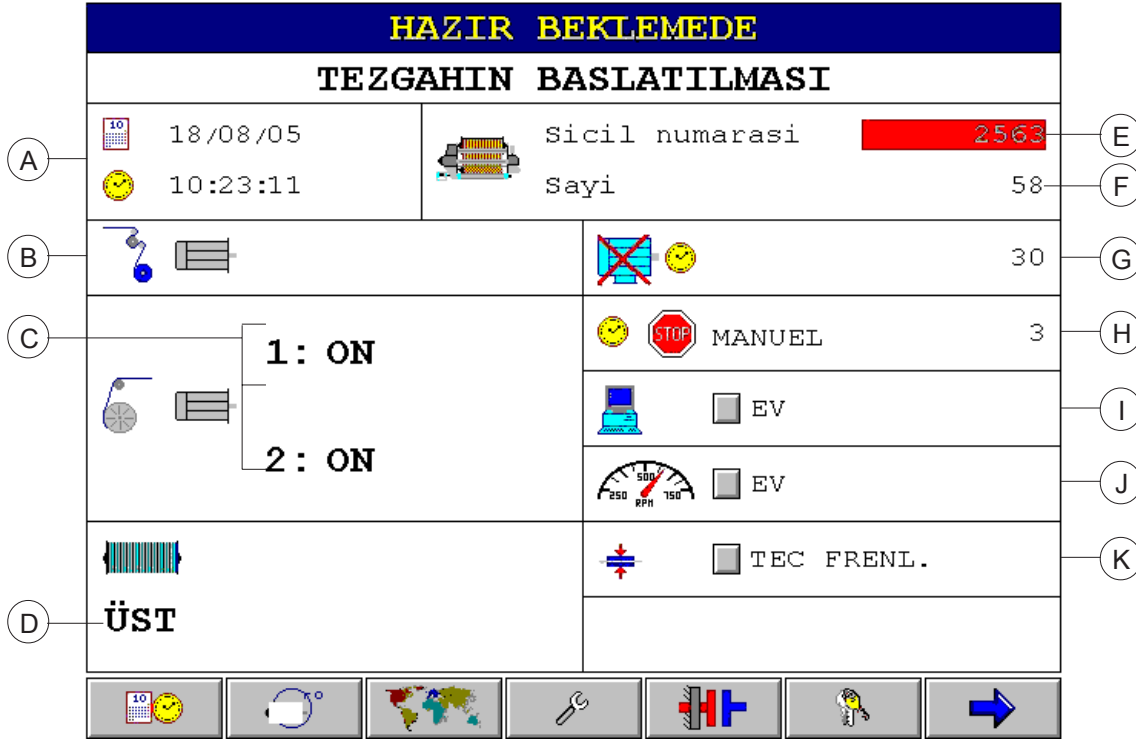 HAZIR BEKLEMEDE
TEZGAHIN BASLATILMASI
A
10
18/08/05
10:23:11
Sicil numarasi 2563
E
Sayi 58
F
B
30
G
C
1: ON
2: ON
STOP MANUEL 3
H
EV
I
250 500 750 RPM
EV
J
TEC FRENL.
K
D
ÜST
10